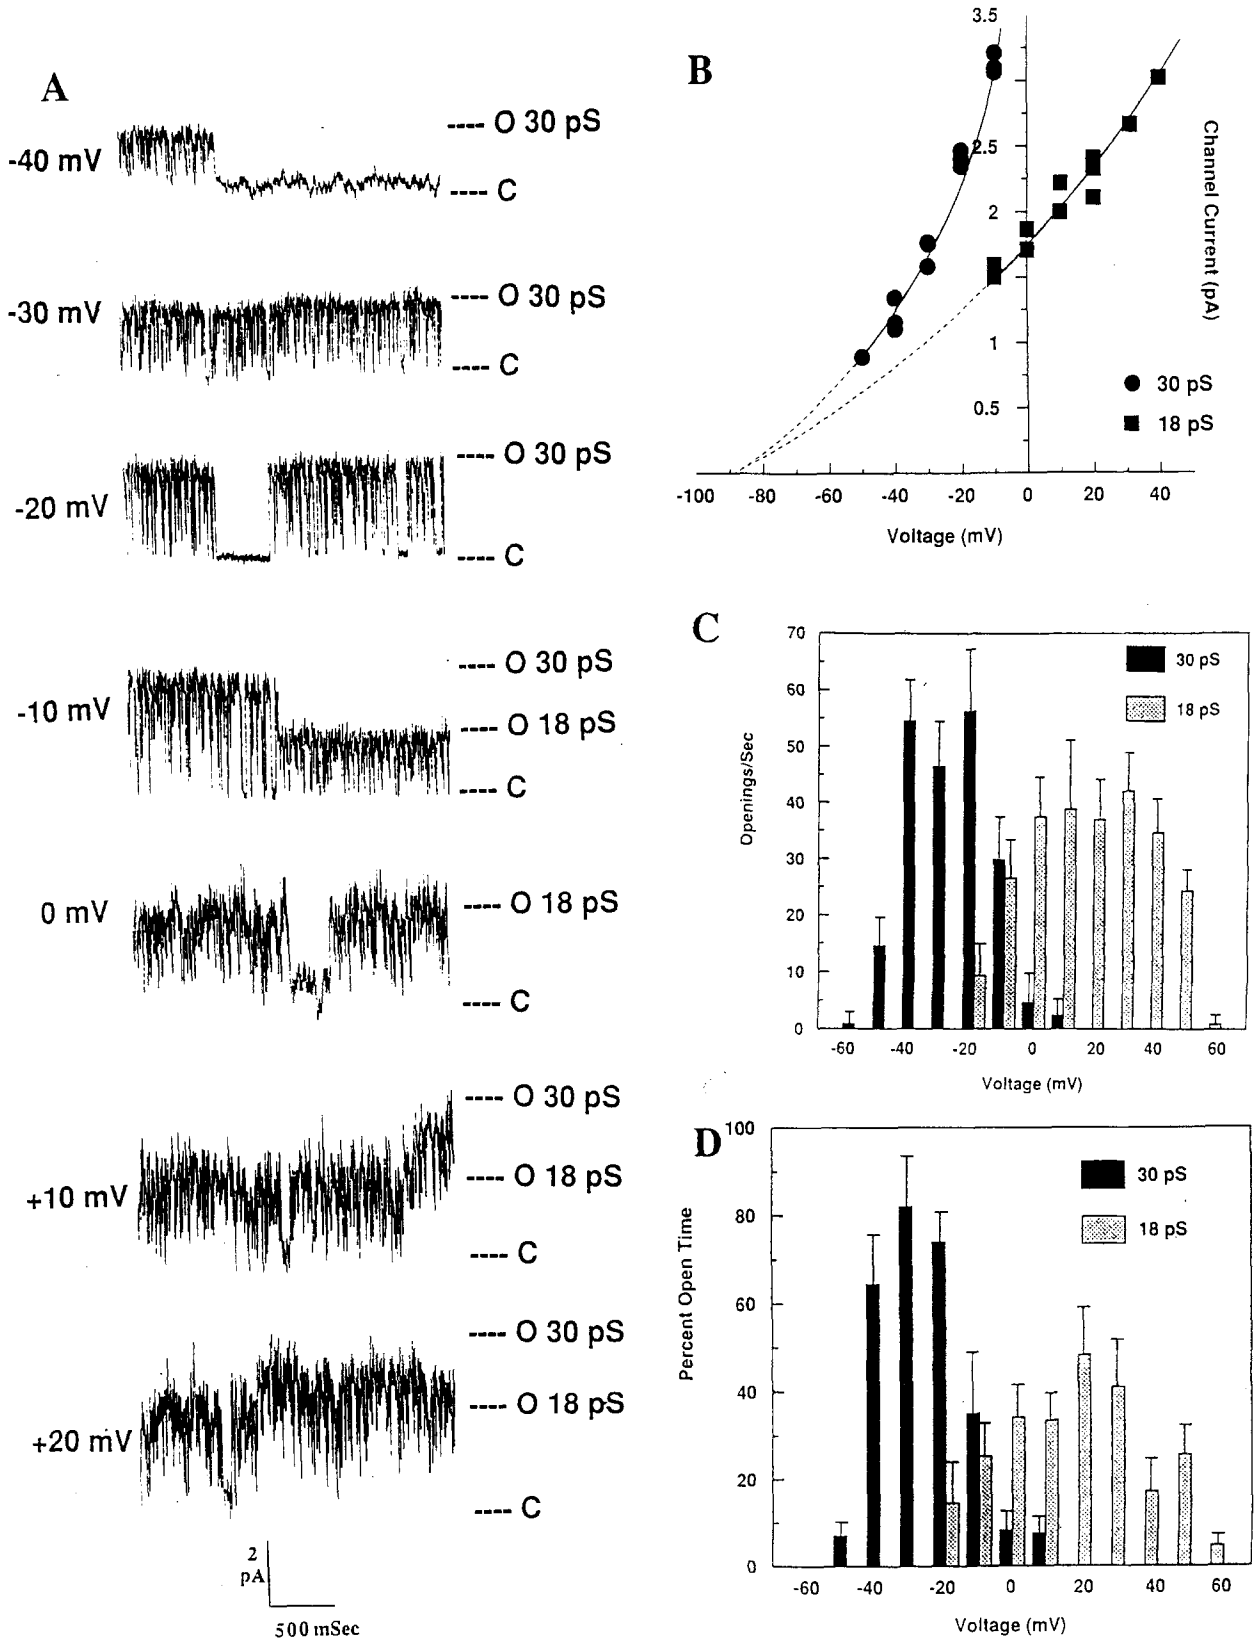 A
-40 mV
---- O 30 pS
---- C
-30 mV
---- O 30 pS
---- C
-20 mV
---- O 30 pS
---- C
-10 mV
---- O 30 pS
---- O 18 pS
---- C
0 mV
---- O 18 pS
---- C
+10 mV
---- O 30 pS
---- O 18 pS
---- C
+20 mV
---- O 30 pS
---- O 18 pS
---- C
2
pA
500 mSec
B
3.5
2.5
2
1
0.5
Channel Current (pA)
30 pS
18 pS
-100 -80 -60 -40 -20 0 20 40
Voltage (mV)
C
70
60
50
40
30
20
10
0
Openings/Sec
30 pS
18 pS
-60 -40 -20 0 20 40 60
Voltage (mV)
D
100
80
60
40
20
0
Percent Open Time
30 pS
18 pS
-60 -40 -20 0 20 40 60
Voltage (mV)